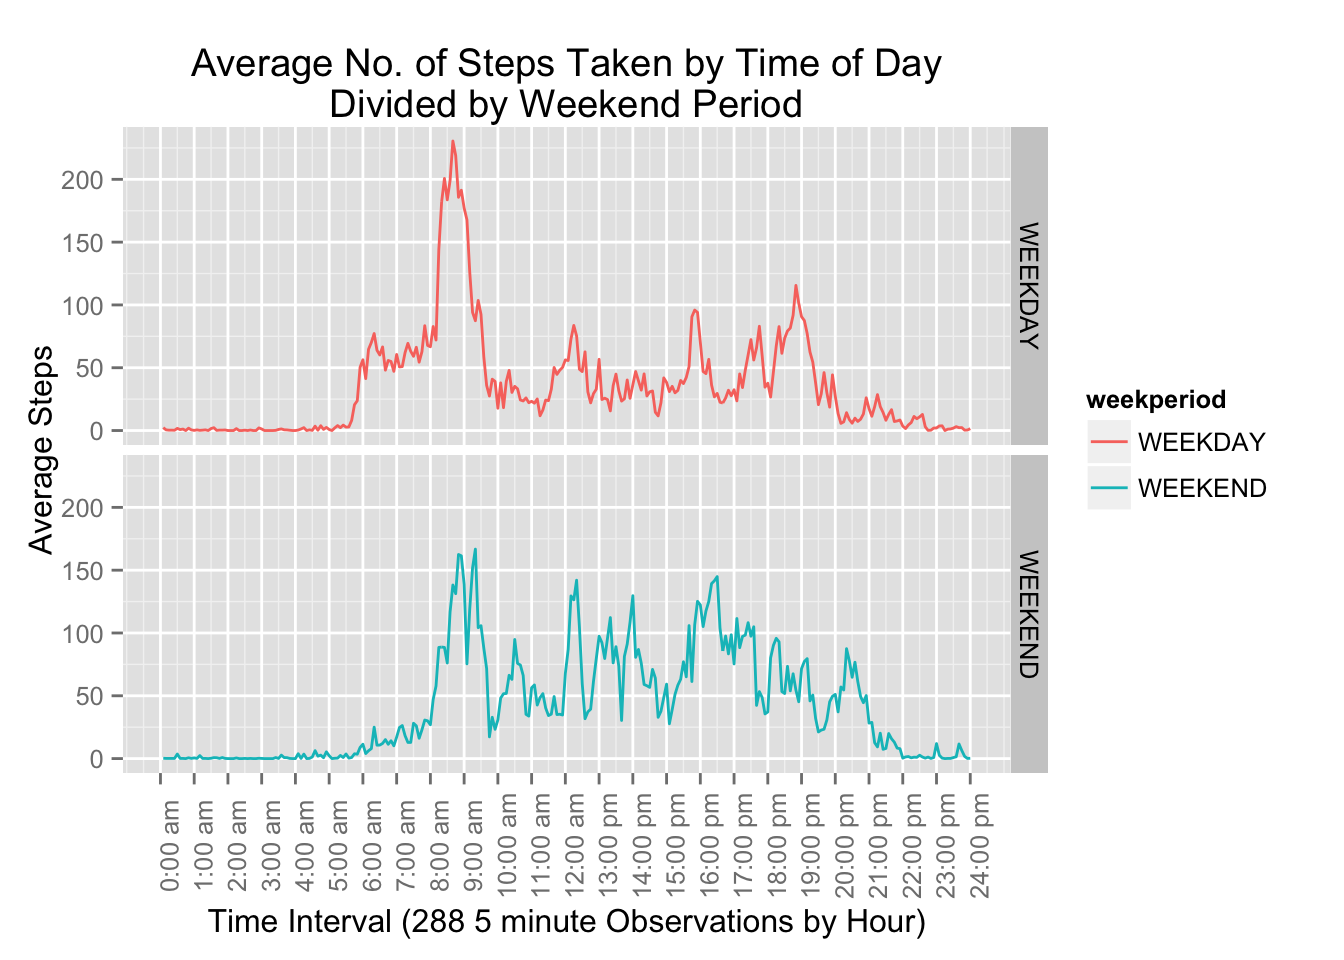 Average No. of Steps Taken by Time of Day
Divided by Weekend Period
Average Steps
200
150
100
50
0
WEEKDAY
200
150
100
50
0
WEEKEND
0:00 am
1:00 am
2:00 am
3:00 am
4:00 am
5:00 am
6:00 am
7:00 am
8:00 am
9:00 am
10:00 am
11:00 am
12:00 am
13:00 pm
14:00 pm
15:00 pm
16:00 pm
17:00 pm
18:00 pm
19:00 pm
20:00 pm
21:00 pm
22:00 pm
23:00 pm
24:00 pm
Time Interval (288 5 minute Observations by Hour)
weekperiod
WEEKDAY
WEEKEND